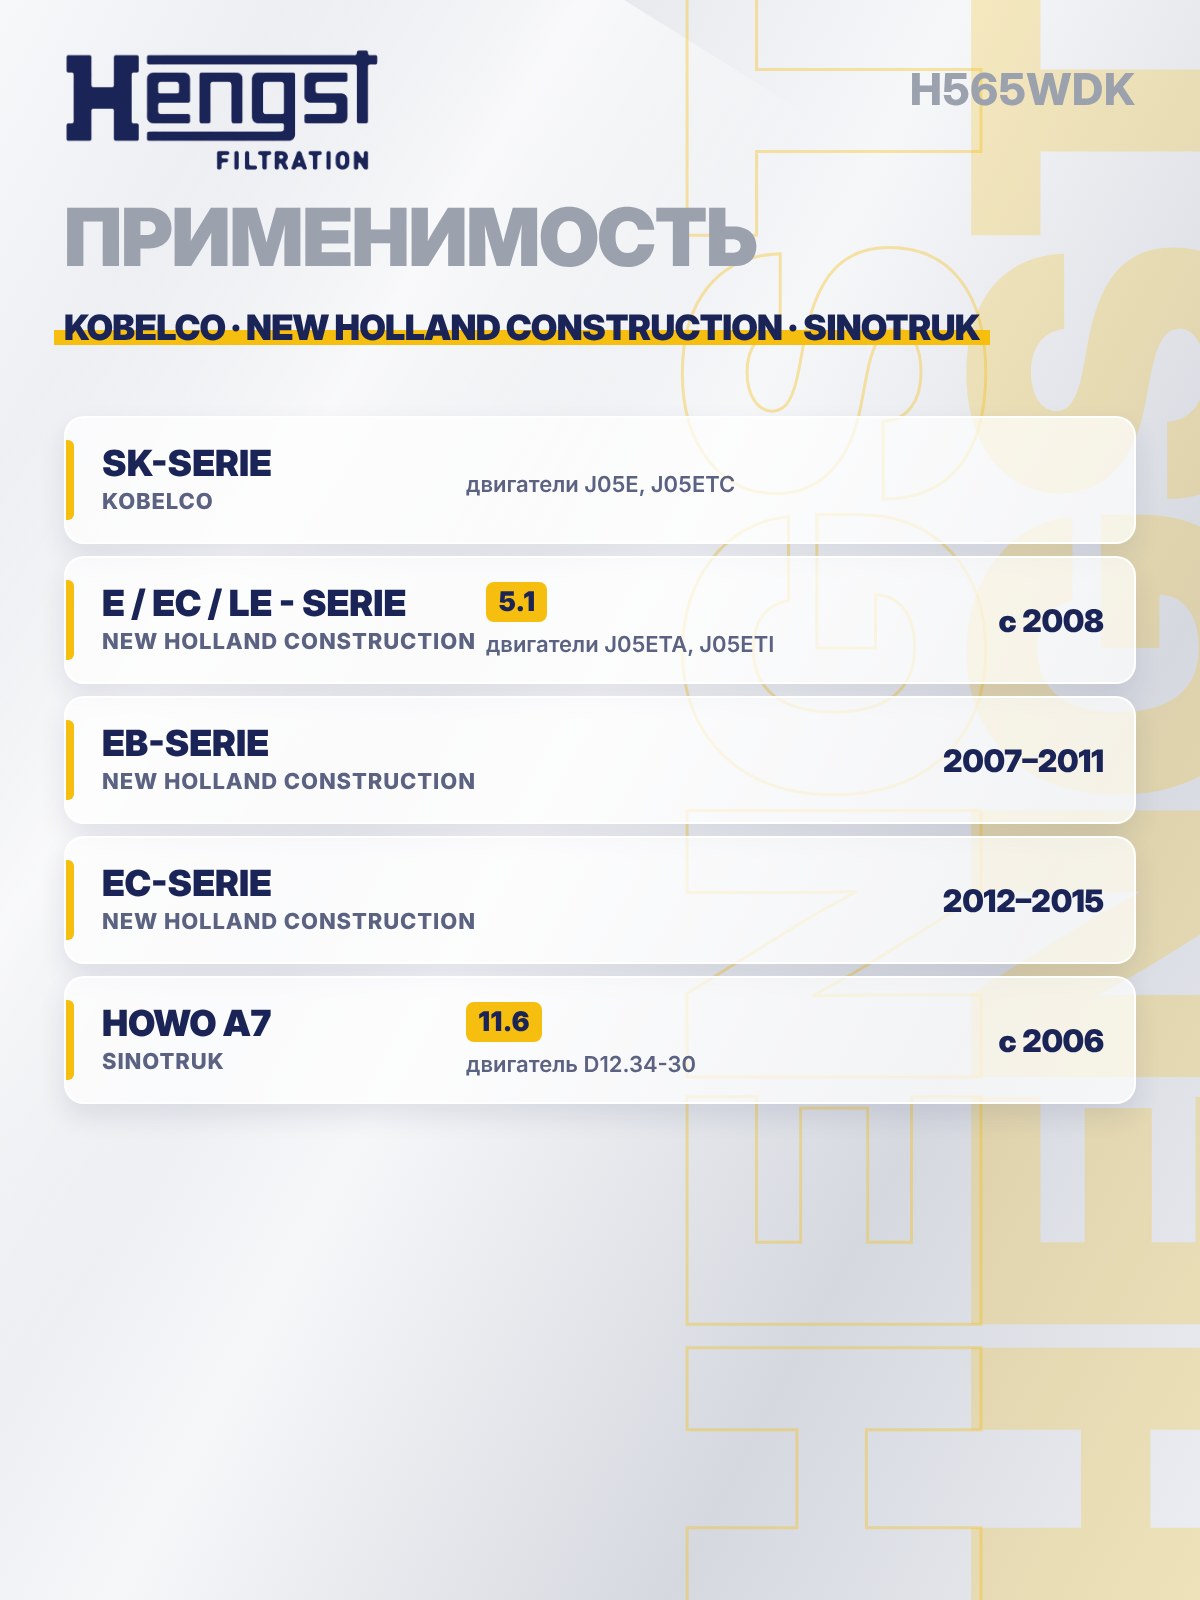 Hengst
FILTRATION
H565WDK
ПРИМЕНИМОСТЬ
KOBELCO · NEW HOLLAND CONSTRUCTION · SINOTRUK
SK-SERIE
KOBELCO
двигатели J05E, J05ETC
E / EC / LE - SERIE
NEW HOLLAND CONSTRUCTION
5.1
двигатели J05ETA, J05ETI
с 2008
EB-SERIE
NEW HOLLAND CONSTRUCTION
2007–2011
EC-SERIE
NEW HOLLAND CONSTRUCTION
2012–2015
HOWO A7
SINOTRUK
11.6
двигатель D12.34-30
с 2006
HENGST
HENGST